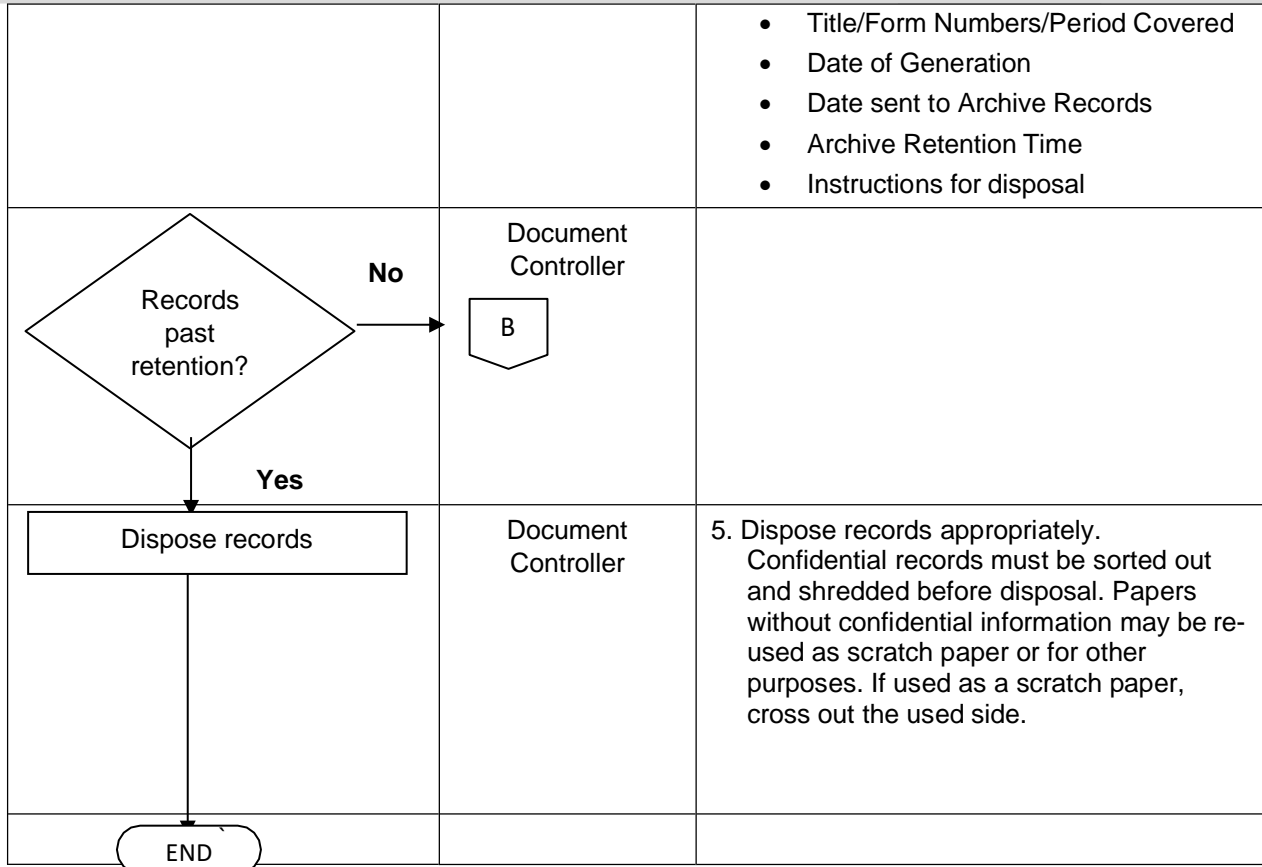 • Title/Form Numbers/Period Covered
• Date of Generation
• Date sent to Archive Records
• Archive Retention Time
• Instructions for disposal
Records
past
retention?
No
Yes
Document
Controller
B
Dispose records
Document
Controller
5. Dispose records appropriately.
Confidential records must be sorted out
and shredded before disposal. Papers
without confidential information may be re-
used as scratch paper or for other
purposes. If used as a scratch paper,
cross out the used side.
`
END